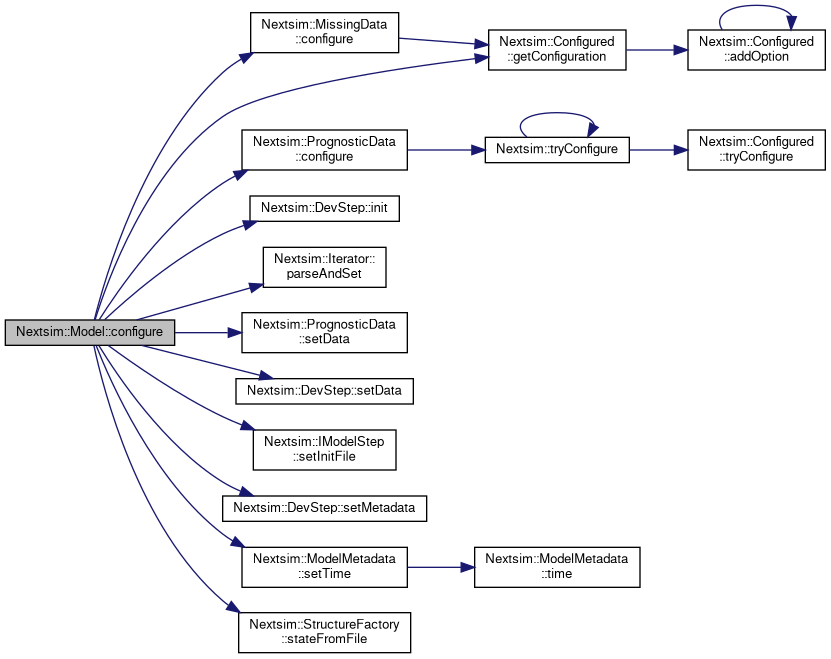 Nextsim::MissingData
::configure
Nextsim::Configured
::getConfiguration
Nextsim::Configured
::addOption
Nextsim::PrognosticData
::configure
Nextsim::tryConfigure
Nextsim::Configured
::tryConfigure
Nextsim::DevStep::init
Nextsim::Iterator::
parseAndSet
Nextsim::Model::configure
Nextsim::PrognosticData
::setData
Nextsim::DevStep::setData
Nextsim::IModelStep
::setInitFile
Nextsim::DevStep::setMetadata
Nextsim::ModelMetadata
::setTime
Nextsim::ModelMetadata
::time
Nextsim::StructureFactory
::stateFromFile